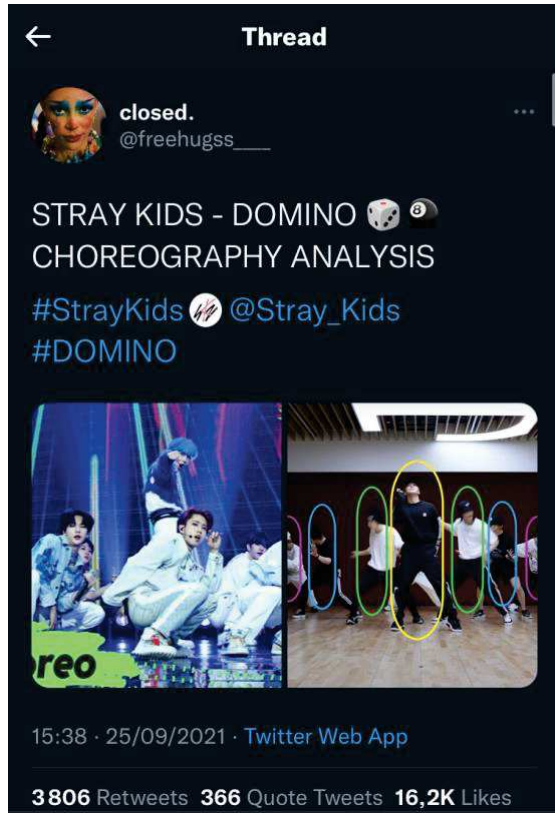 Thread
closed.
@freehugss____
STRAY KIDS - DOMINO 🎲 🎱
CHOREOGRAPHY ANALYSIS
#StrayKids @Stray_Kids
#DOMINO
reo
15:38 · 25/09/2021 · Twitter Web App
3 806 Retweets 366 Quote Tweets 16,2K Likes